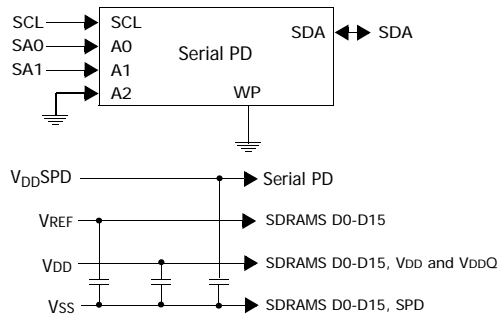 SCL SCL SDA SDA
SA0 A0
Serial PD
SA1 A1
A2 WP
VDDSPD Serial PD
VREF SDRAMS D0-D15
VDD SDRAMS D0-D15, VDD and VDDQ
VSS SDRAMS D0-D15, SPD